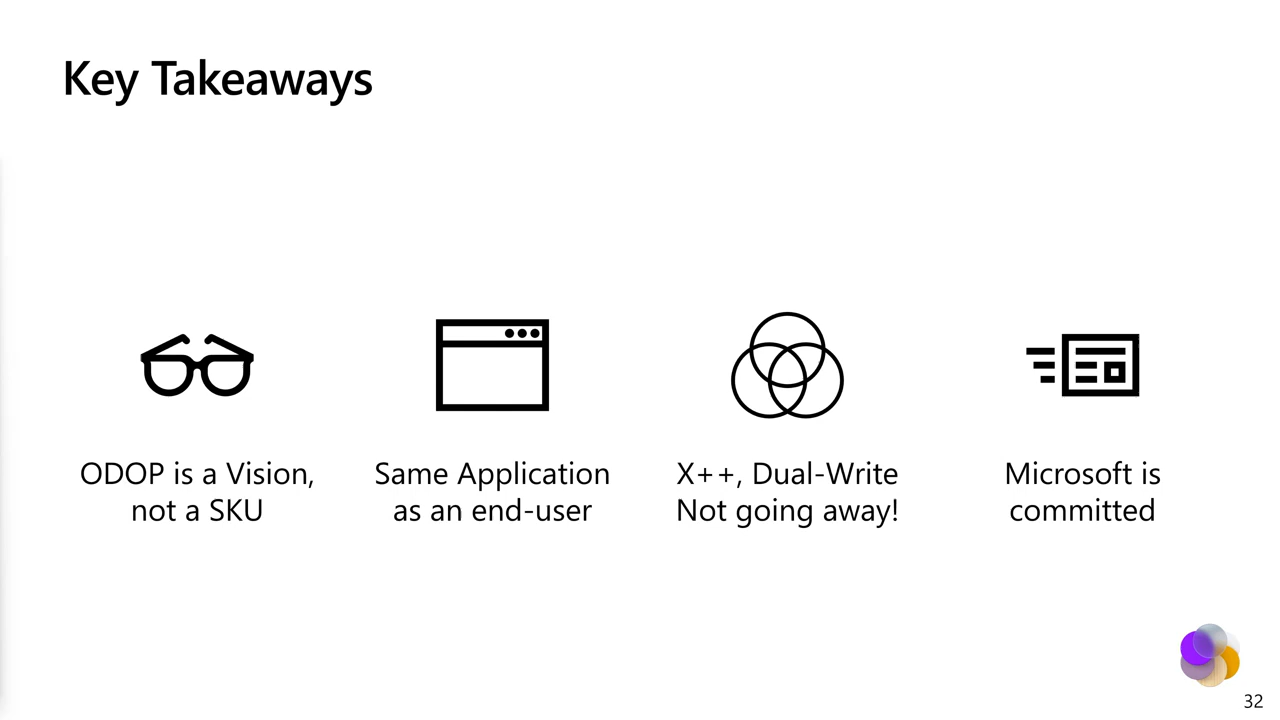 Key Takeaways
ODOP is a Vision,
not a SKU
Same Application
as an end-user
X++, Dual-Write
Not going away!
Microsoft is
committed
32